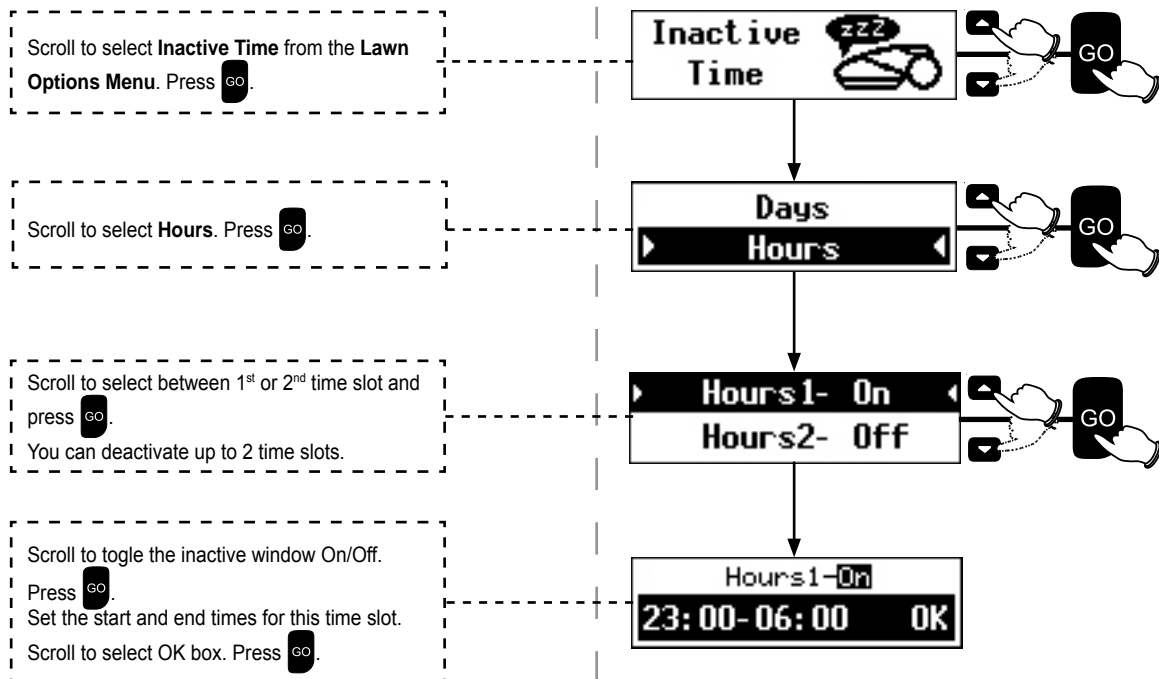 Scroll to select Inactive Time from the Lawn
Options Menu. Press GO.
Inactive zzZ
Time
GO
Scroll to select Hours. Press GO.
Days
Hours
GO
Scroll to select between 1st or 2nd time slot and
press GO.
You can deactivate up to 2 time slots.
Hours1- On
Hours2- Off
GO
Scroll to togle the inactive window On/Off.
Press GO.
Set the start and end times for this time slot.
Scroll to select OK box. Press GO.
Hours1-On
23:00-06:00 OK